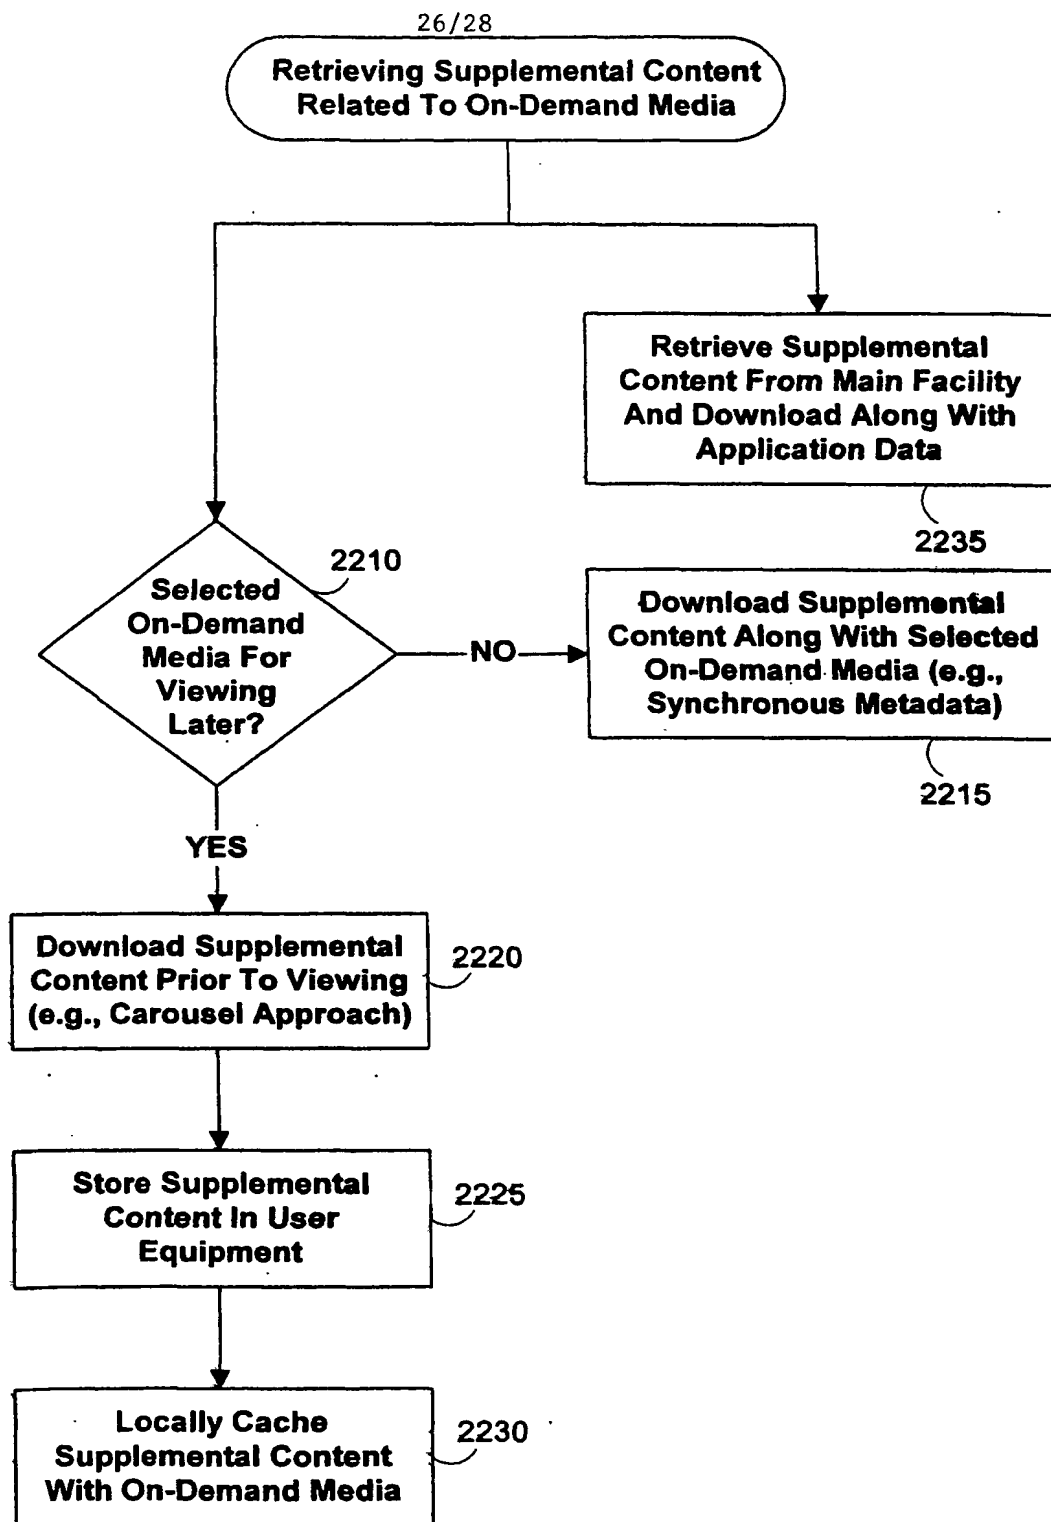 26/28
Retrieving Supplemental Content
Related To On-Demand Media
Retrieve Supplemental
Content From Main Facility
And Download Along With
Application Data
2235
2210
Selected
On-Demand
Media For
Viewing
Later?
NO
Download Supplemental
Content Along With Selected
On-Demand Media (e.g.,
Synchronous Metadata)
2215
YES
Download Supplemental
Content Prior To Viewing
(e.g., Carousel Approach)
2220
Store Supplemental
Content In User
Equipment
2225
Locally Cache
Supplemental Content
With On-Demand Media
2230